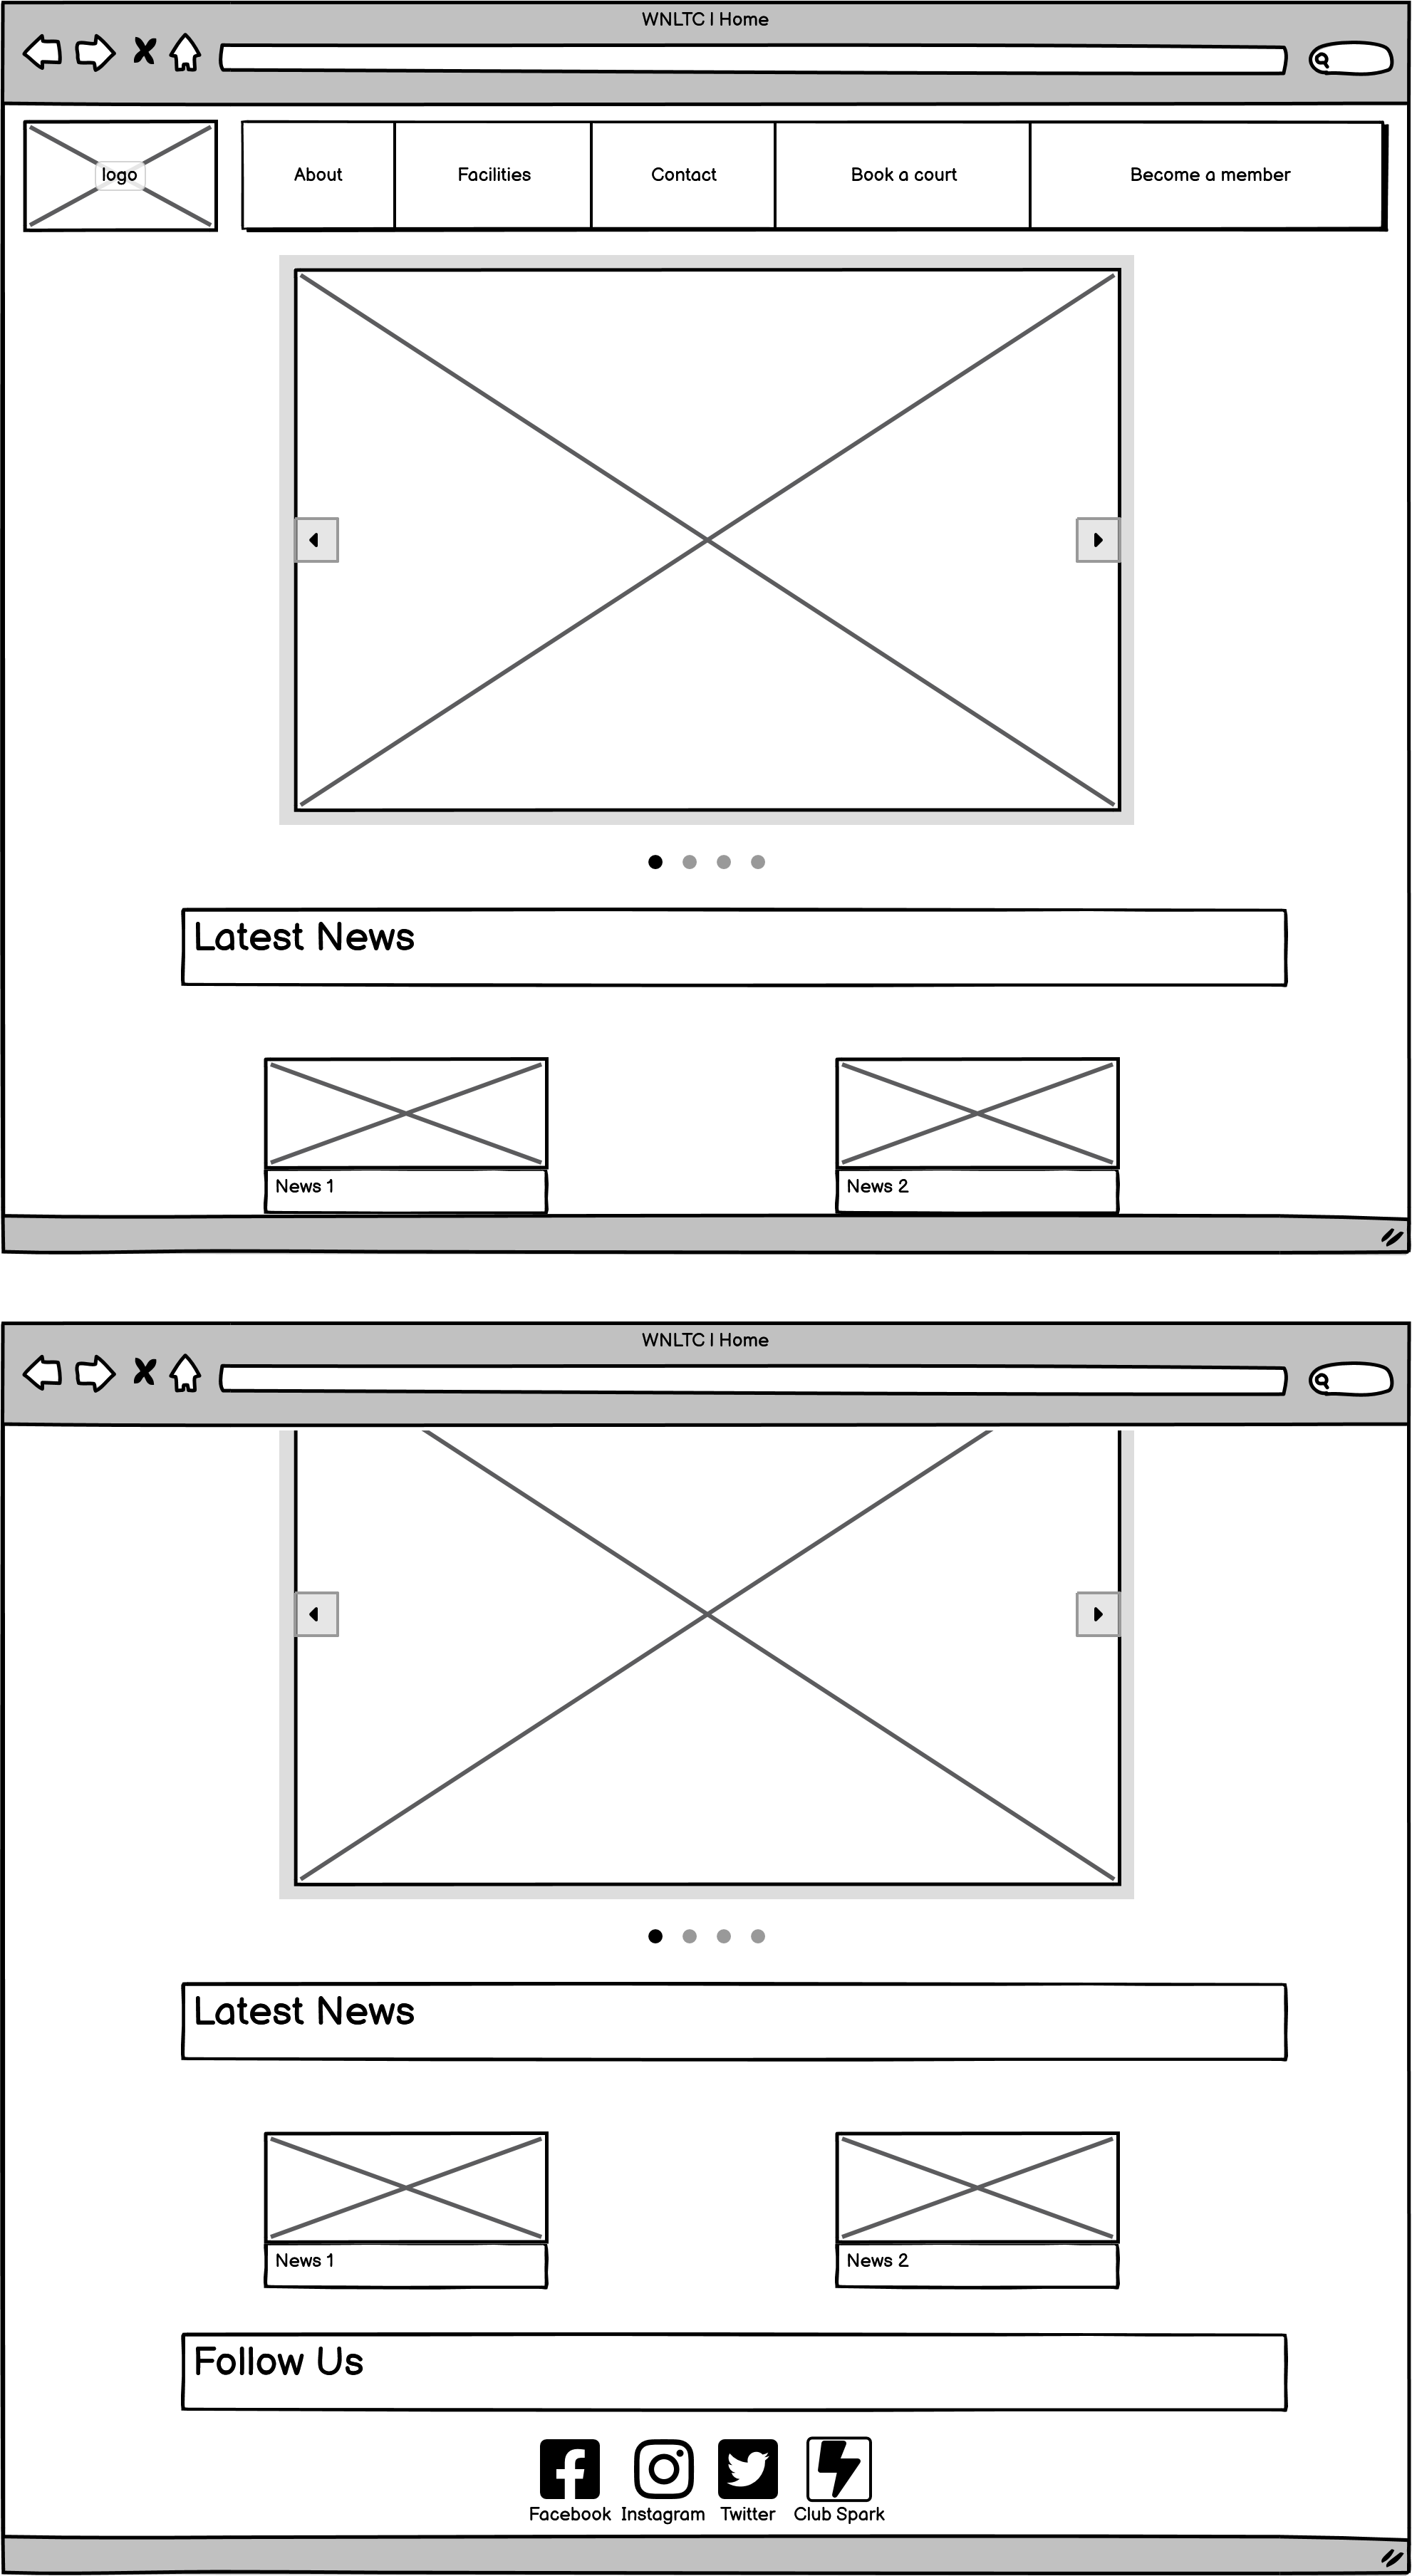 WNLTC | Home
logo
About
Facilities
Contact
Book a court
Become a member
Latest News
News 1
News 2
WNLTC | Home
Latest News
News 1
News 2
Follow Us
Facebook
Instagram
Twitter
Club Spark